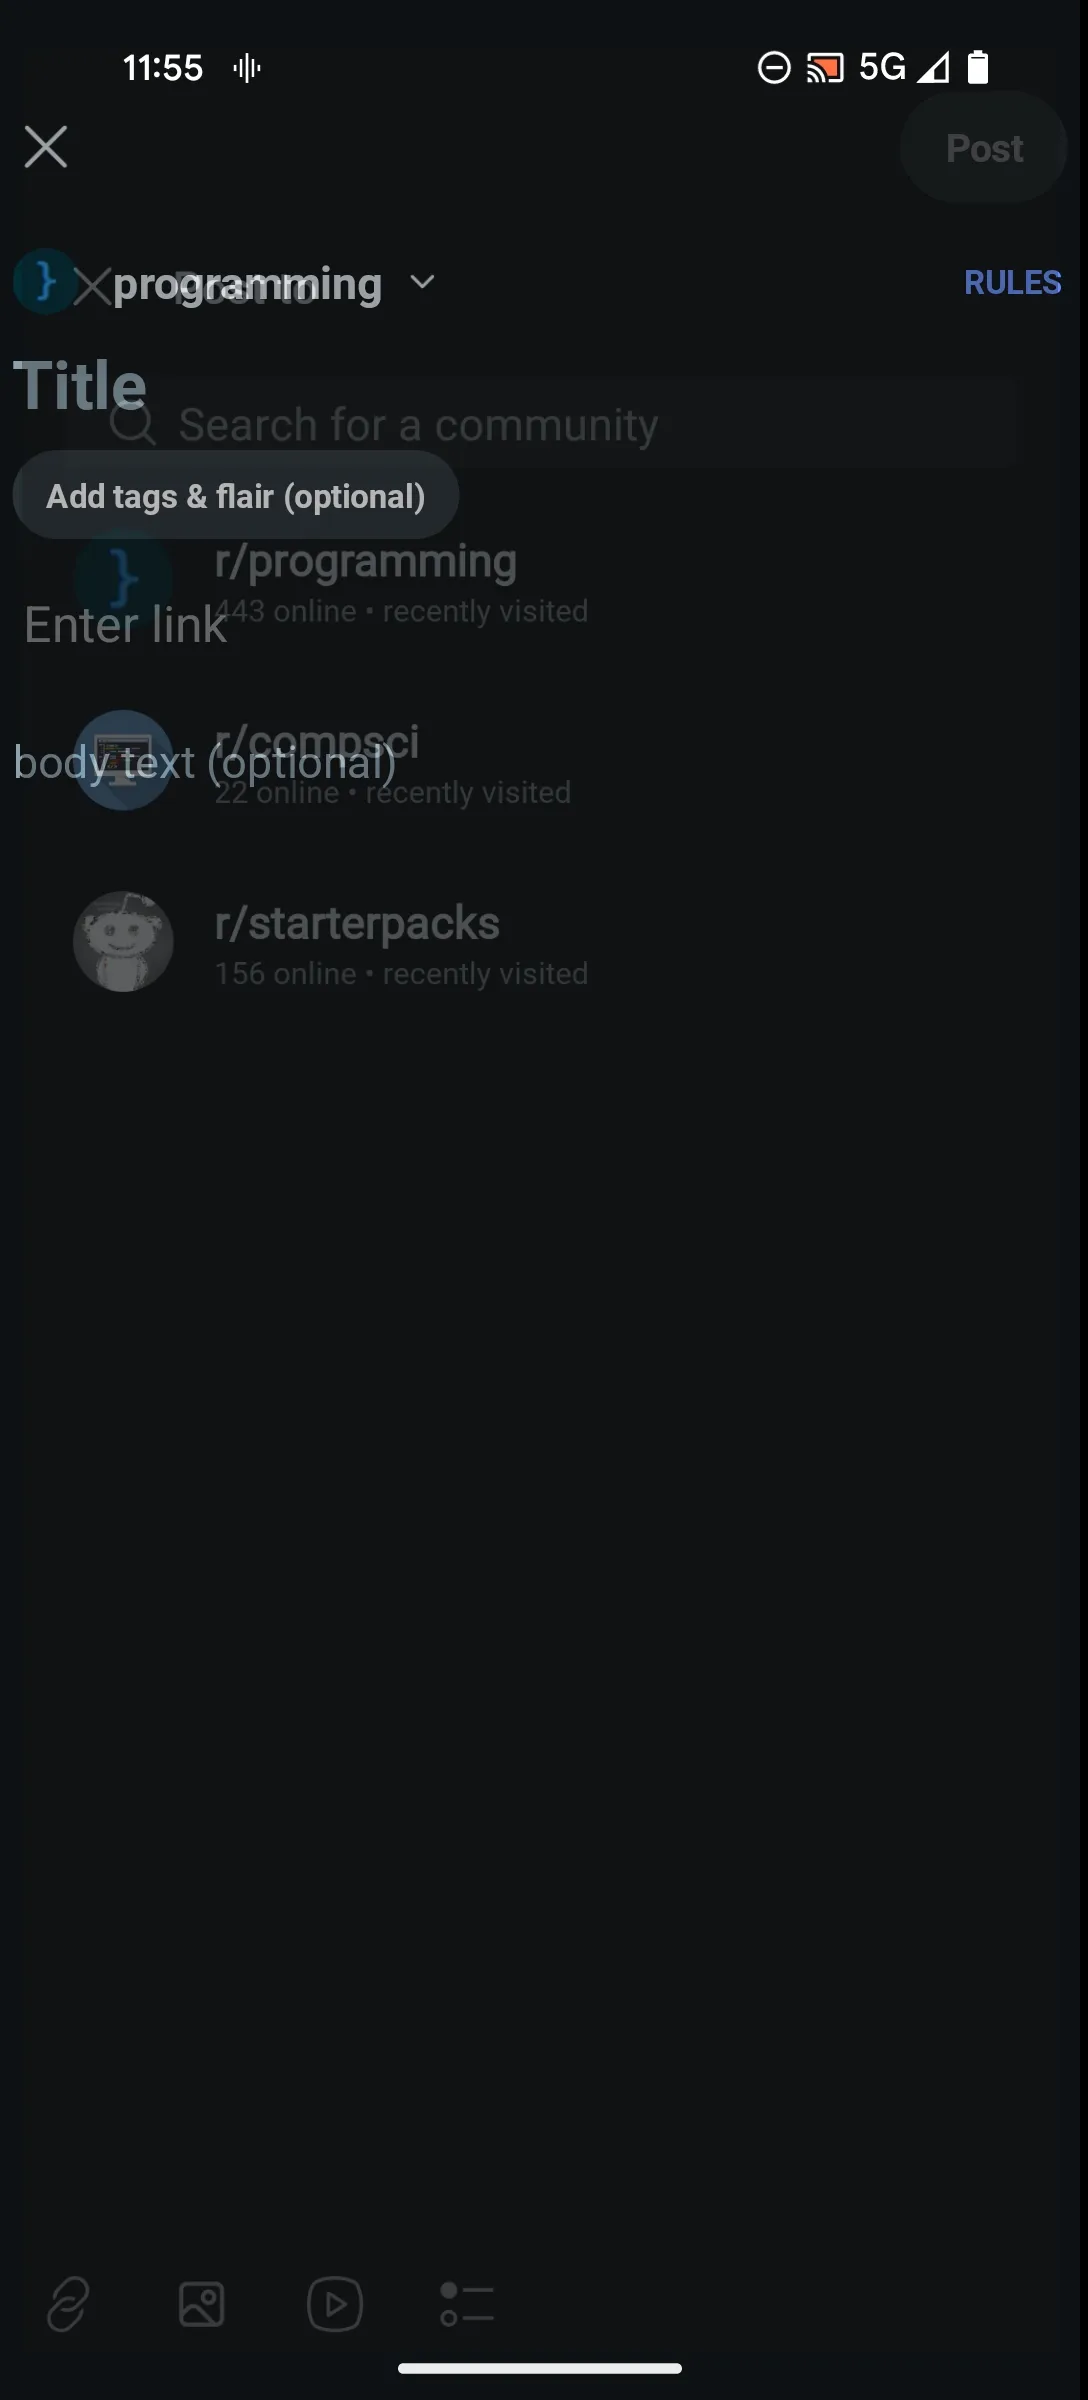 11:55
5G
Post
programming
Post to
RULES
Title
Search for a community
Add tags & flair (optional)
r/programming
443 online • recently visited
Enter link
r/compsci
body text (optional)
22 online • recently visited
r/starterpacks
156 online • recently visited